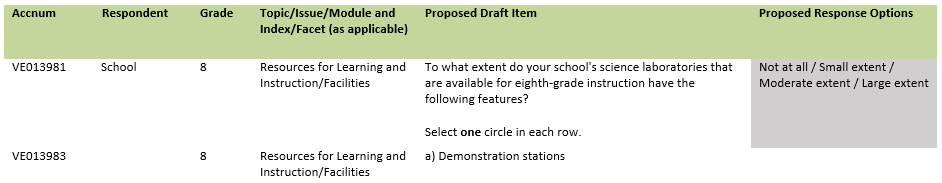 Accnum Respondent Grade Topic/Issue/Module and Proposed Draft Item Proposed Response Options
Index/Facet (as applicable)
VE013981 School 8 Resources for Learning and To what extent do your school's science laboratories that Not at all / Small extent /
Instruction/Facilities are available for eighth-grade instruction have the Moderate extent / Large extent
following features?
Select one circle in each row.
VE013983 8 Resources for Learning and a) Demonstration stations
Instruction/Facilities